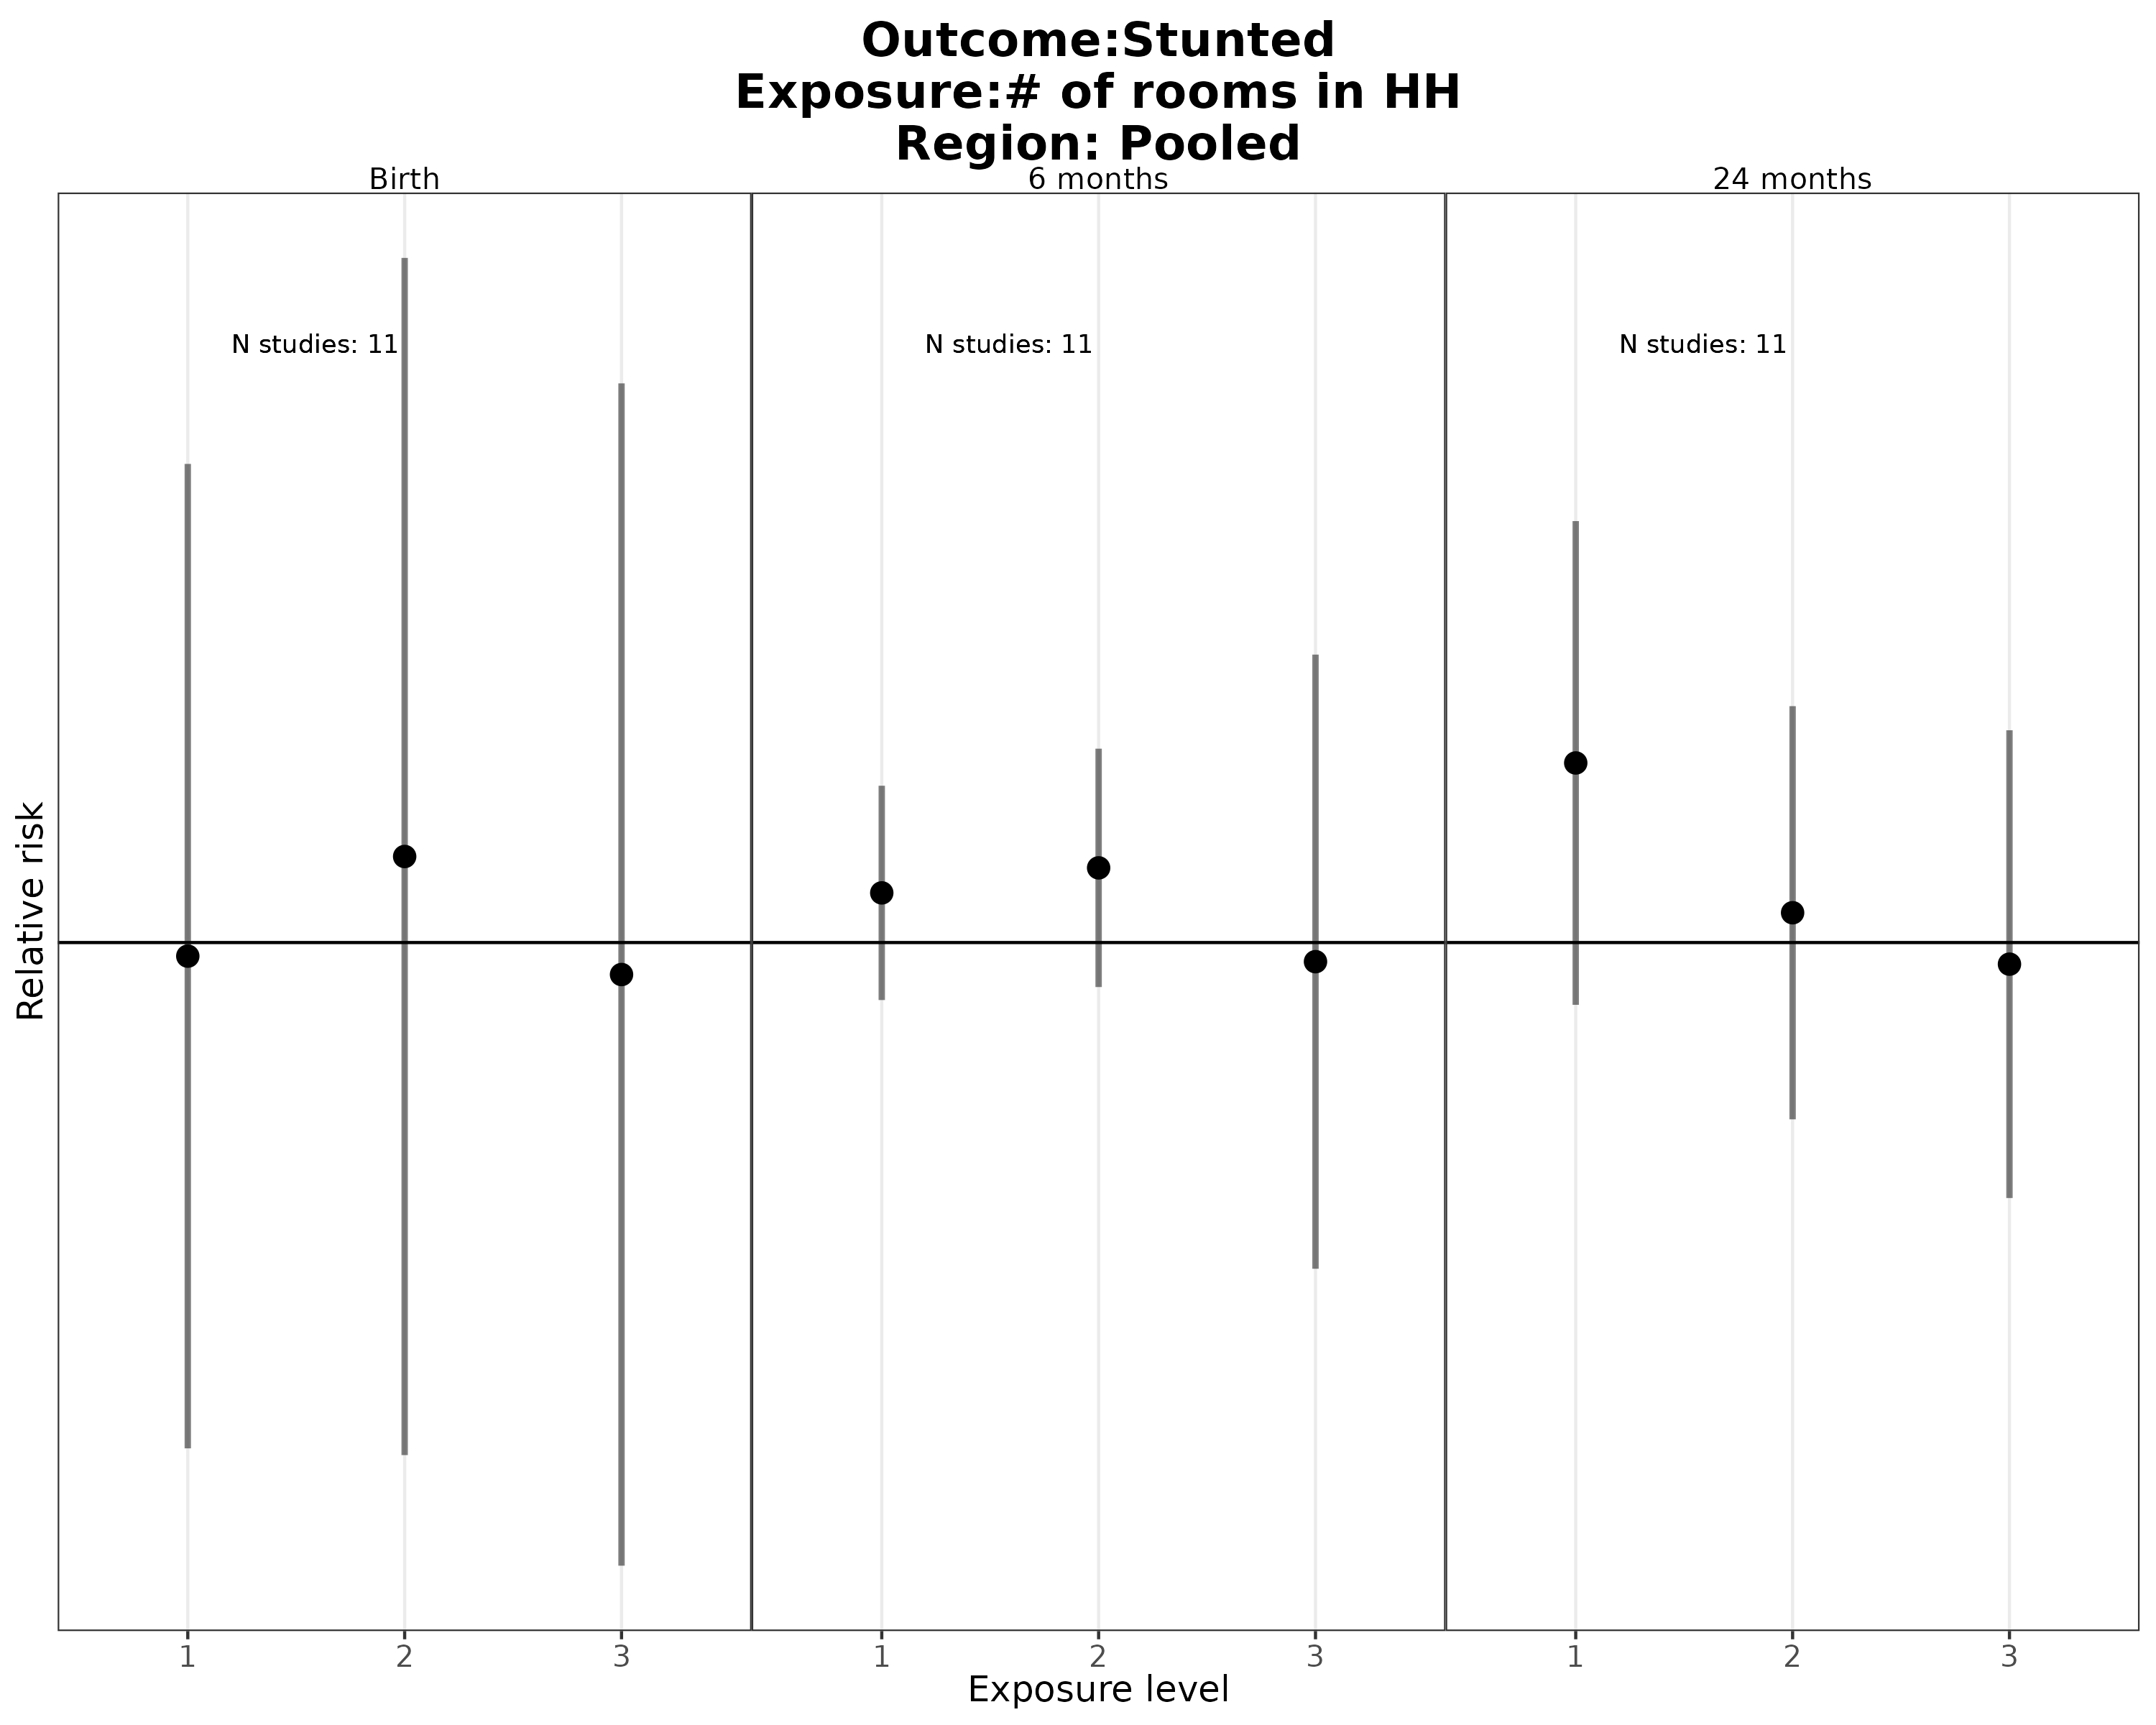 Outcome:Stunted
Exposure:# of rooms in HH
Region: Pooled
Birth
6 months
24 months
N studies: 11
N studies: 11
N studies: 11
Relative risk
1
2
3
1
2
3
1
2
3
Exposure level